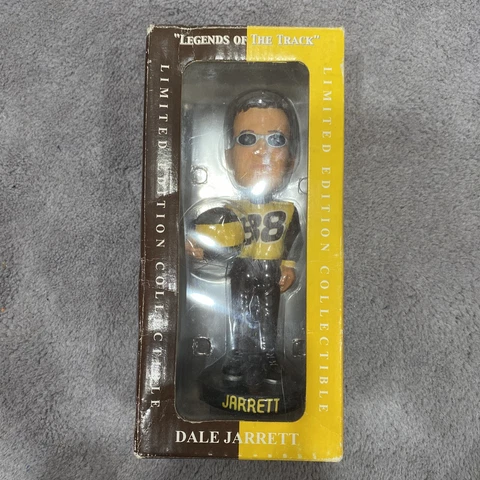 "LEGENDS OF THE TRACK"
LIMITED EDITION COLLECTIBLE
LIMITED EDITION COLLECTIBLE
88
JARRETT
DALE JARRETT